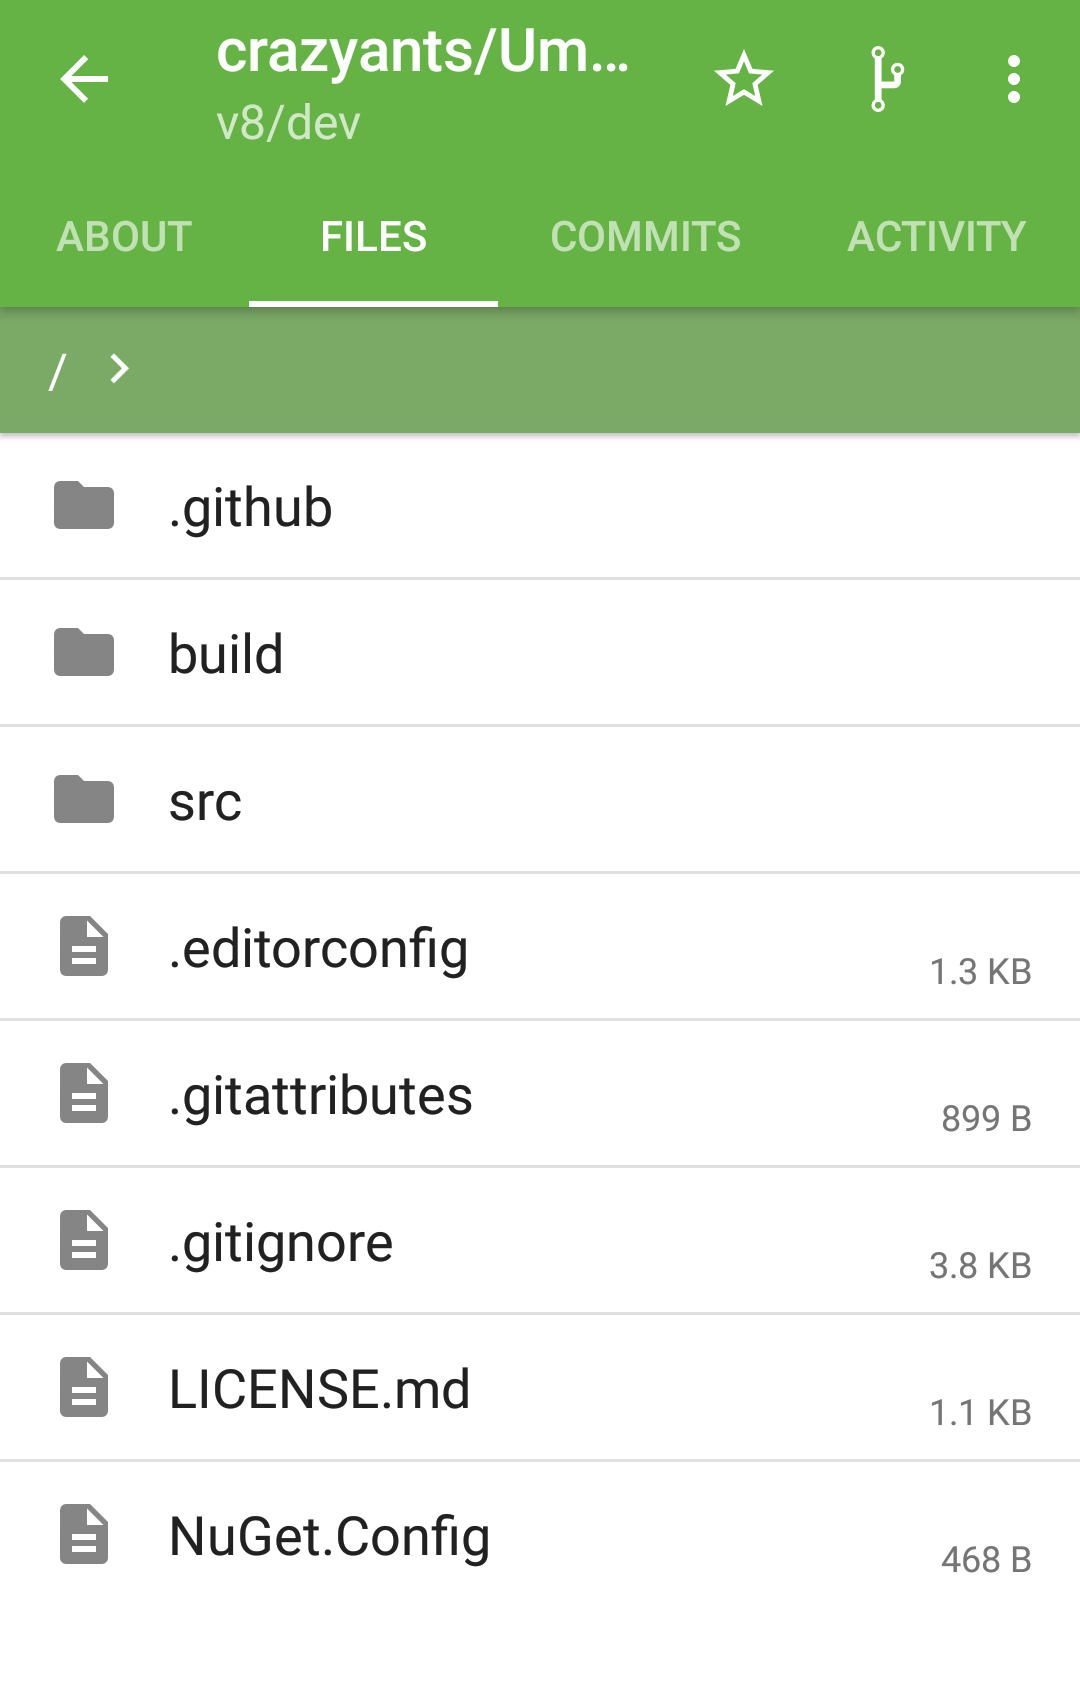 crazyants/Um...
v8/dev
ABOUT FILES COMMITS ACTIVITY
/
.github
build
src
.editorconfig
1.3 KB
.gitattributes
899 B
.gitignore
3.8 KB
LICENSE.md
1.1 KB
NuGet.Config
468 B